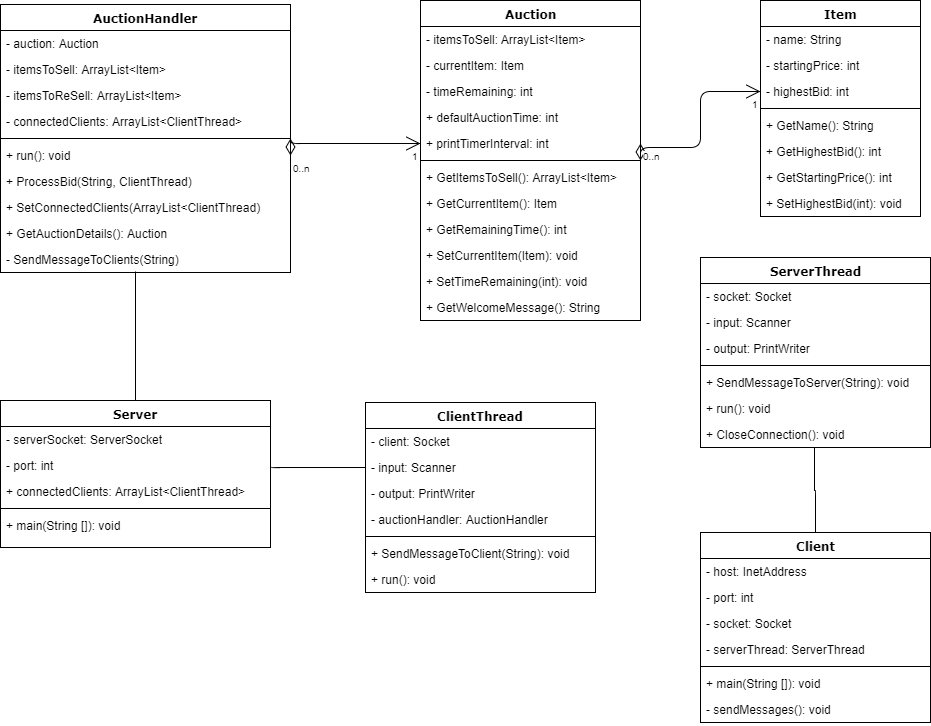 AuctionHandler
- auction: Auction
- itemsToSell: ArrayList<Item>
- itemsToReSell: ArrayList<Item>
- connectedClients: ArrayList<ClientThread>
+ run(): void
+ ProcessBid(String, ClientThread)
+ SetConnectedClients(ArrayList<ClientThread)
+ GetAuctionDetails(): Auction
- SendMessageToClients(String)
0..n
1
Auction
- itemsToSell: ArrayList<Item>
- currentItem: Item
- timeRemaining: int
+ defaultAuctionTime: int
+ printTimerInterval: int
+ GetItemsToSell(): ArrayList<Item>
+ GetCurrentItem(): Item
+ GetRemainingTime(): int
+ SetCurrentItem(Item): void
+ SetTimeRemaining(int): void
+ GetWelcomeMessage(): String
0..n
1
Item
- name: String
- startingPrice: int
- highestBid: int
+ GetName(): String
+ GetHighestBid(): int
+ GetStartingPrice(): int
+ SetHighestBid(int): void
ServerThread
- socket: Socket
- input: Scanner
- output: PrintWriter
+ SendMessageToServer(String): void
+ run(): void
+ CloseConnection(): void
Server
- serverSocket: ServerSocket
- port: int
+ connectedClients: ArrayList<ClientThread>
+ main(String []): void
ClientThread
- client: Socket
- input: Scanner
- output: PrintWriter
- auctionHandler: AuctionHandler
+ SendMessageToClient(String): void
+ run(): void
Client
- host: InetAddress
- port: int
- socket: Socket
- serverThread: ServerThread
+ main(String []): void
- sendMessages(): void